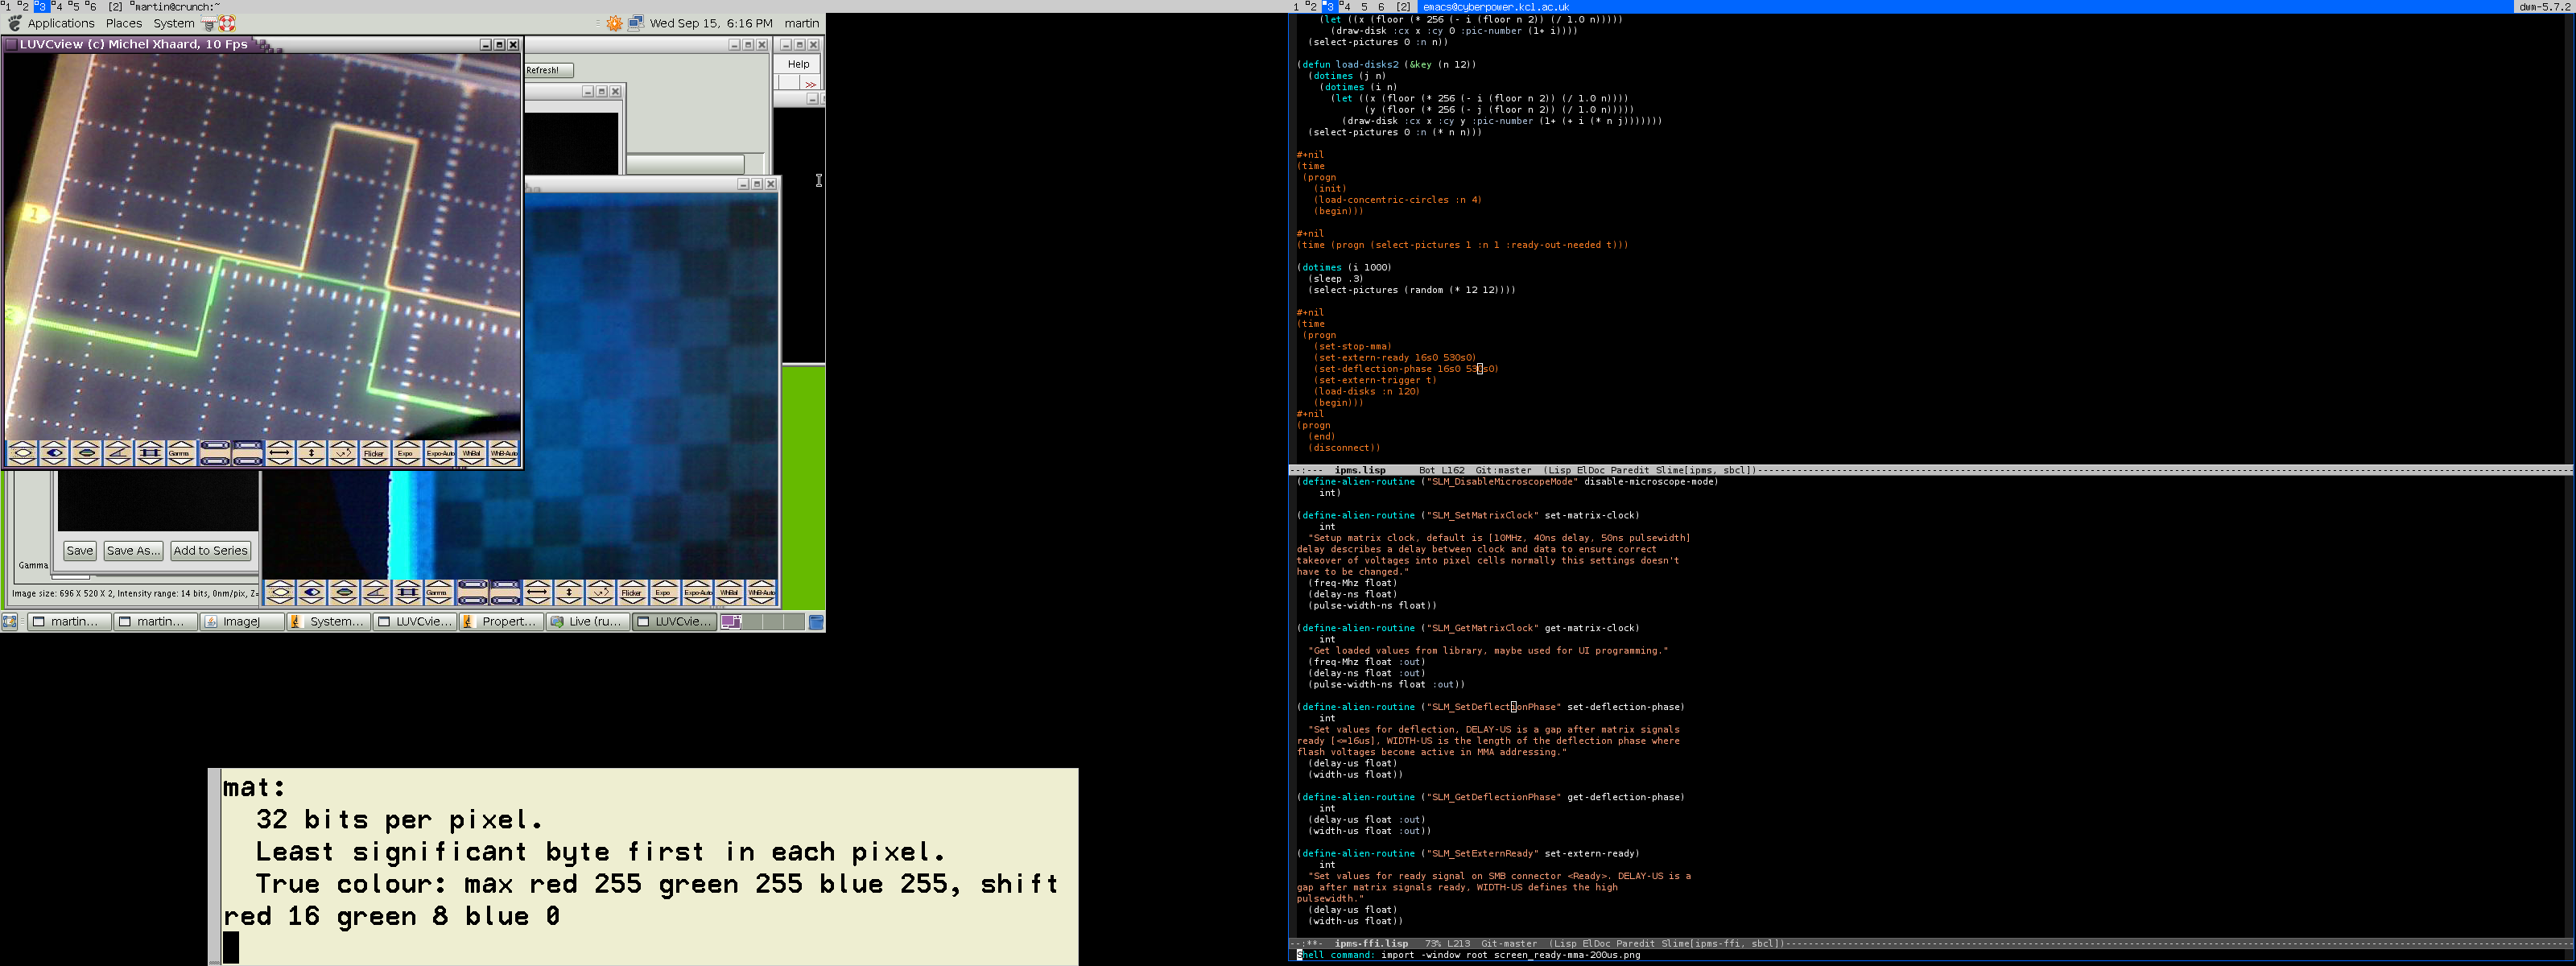 1 2 3 4 5 6 [2] martin@crunch:~
Applications Places System Wed Sep 15, 6:16 PM martin
LUVCview (c) Michel Xhaard, 10 Fps
Refresh!
Help
>>
1
Gamma Flicker Expo Expo-Auto WhBal WhB-Auto
Save Save As... Add to Series
Gamma
Gamma Flicker Expo Expo-Auto WhBal WhB-Auto
Image size: 696 X 520 X 2, Intensity range: 14 bits, 0nm/pix, Z=
martin... martin... ImageJ System... LUVCvie... Propert... Live (ru... LUVCvie...
mat:
32 bits per pixel.
Least significant byte first in each pixel.
True colour: max red 255 green 255 blue 255, shift
red 16 green 8 blue 0
1 2 3 4 5 6 [2] emacs@cyberpower.kcl.ac.uk dwm-5.7.2
(let ((x (floor (* 256 (- i (floor n 2)) (/ 1.0 n)))))
(draw-disk :cx x :cy 0 :pic-number (1+ i))))
(select-pictures 0 :n n))
(defun load-disks2 (&key (n 12))
(dotimes (j n)
(dotimes (i n)
(let ((x (floor (* 256 (- i (floor n 2)) (/ 1.0 n))))
(y (floor (* 256 (- j (floor n 2)) (/ 1.0 n)))))
(draw-disk :cx x :cy y :pic-number (1+ (+ i (* n j)))))))
(select-pictures 0 :n (* n n)))
#+nil
(time
(progn
(init)
(load-concentric-circles :n 4)
(begin)))
#+nil
(time (progn (select-pictures 1 :n 1 :ready-out-needed t)))
(dotimes (i 1000)
(sleep .3)
(select-pictures (random (* 12 12))))
#+nil
(time
(progn
(set-stop-mma)
(set-extern-ready 16s0 530s0)
(set-deflection-phase 16s0 530s0)
(set-extern-trigger t)
(load-disks :n 120)
(begin)))
#+nil
(progn
(end)
(disconnect))
--:--- ipms.lisp Bot L162 Git:master (Lisp ElDoc Paredit Slime[ipms, sbcl])
(define-alien-routine ("SLM_DisableMicroscopeMode" disable-microscope-mode)
int)
(define-alien-routine ("SLM_SetMatrixClock" set-matrix-clock)
int
"Setup matrix clock, default is [10MHz, 40ns delay, 50ns pulsewidth]
delay describes a delay between clock and data to ensure correct
takeover of voltages into pixel cells normally this settings doesn't
have to be changed."
(freq-Mhz float)
(delay-ns float)
(pulse-width-ns float))
(define-alien-routine ("SLM_GetMatrixClock" get-matrix-clock)
int
"Get loaded values from library, maybe used for UI programming."
(freq-Mhz float :out)
(delay-ns float :out)
(pulse-width-ns float :out))
(define-alien-routine ("SLM_SetDeflectionPhase" set-deflection-phase)
int
"Set values for deflection, DELAY-US is a gap after matrix signals
ready [<=16us], WIDTH-US is the length of the deflection phase where
flash voltages become active in MMA addressing."
(delay-us float)
(width-us float))
(define-alien-routine ("SLM_GetDeflectionPhase" get-deflection-phase)
int
(delay-us float :out)
(width-us float :out))
(define-alien-routine ("SLM_SetExternReady" set-extern-ready)
int
"Set values for ready signal on SMB connector <Ready>. DELAY-US is a
gap after matrix signals ready, WIDTH-US defines the high
pulsewidth."
(delay-us float)
(width-us float))
--:**- ipms-ffi.lisp 73% L213 Git-master (Lisp ElDoc Paredit Slime[ipms-ffi, sbcl])
Shell command: import -window root screen_ready-mma-200us.png